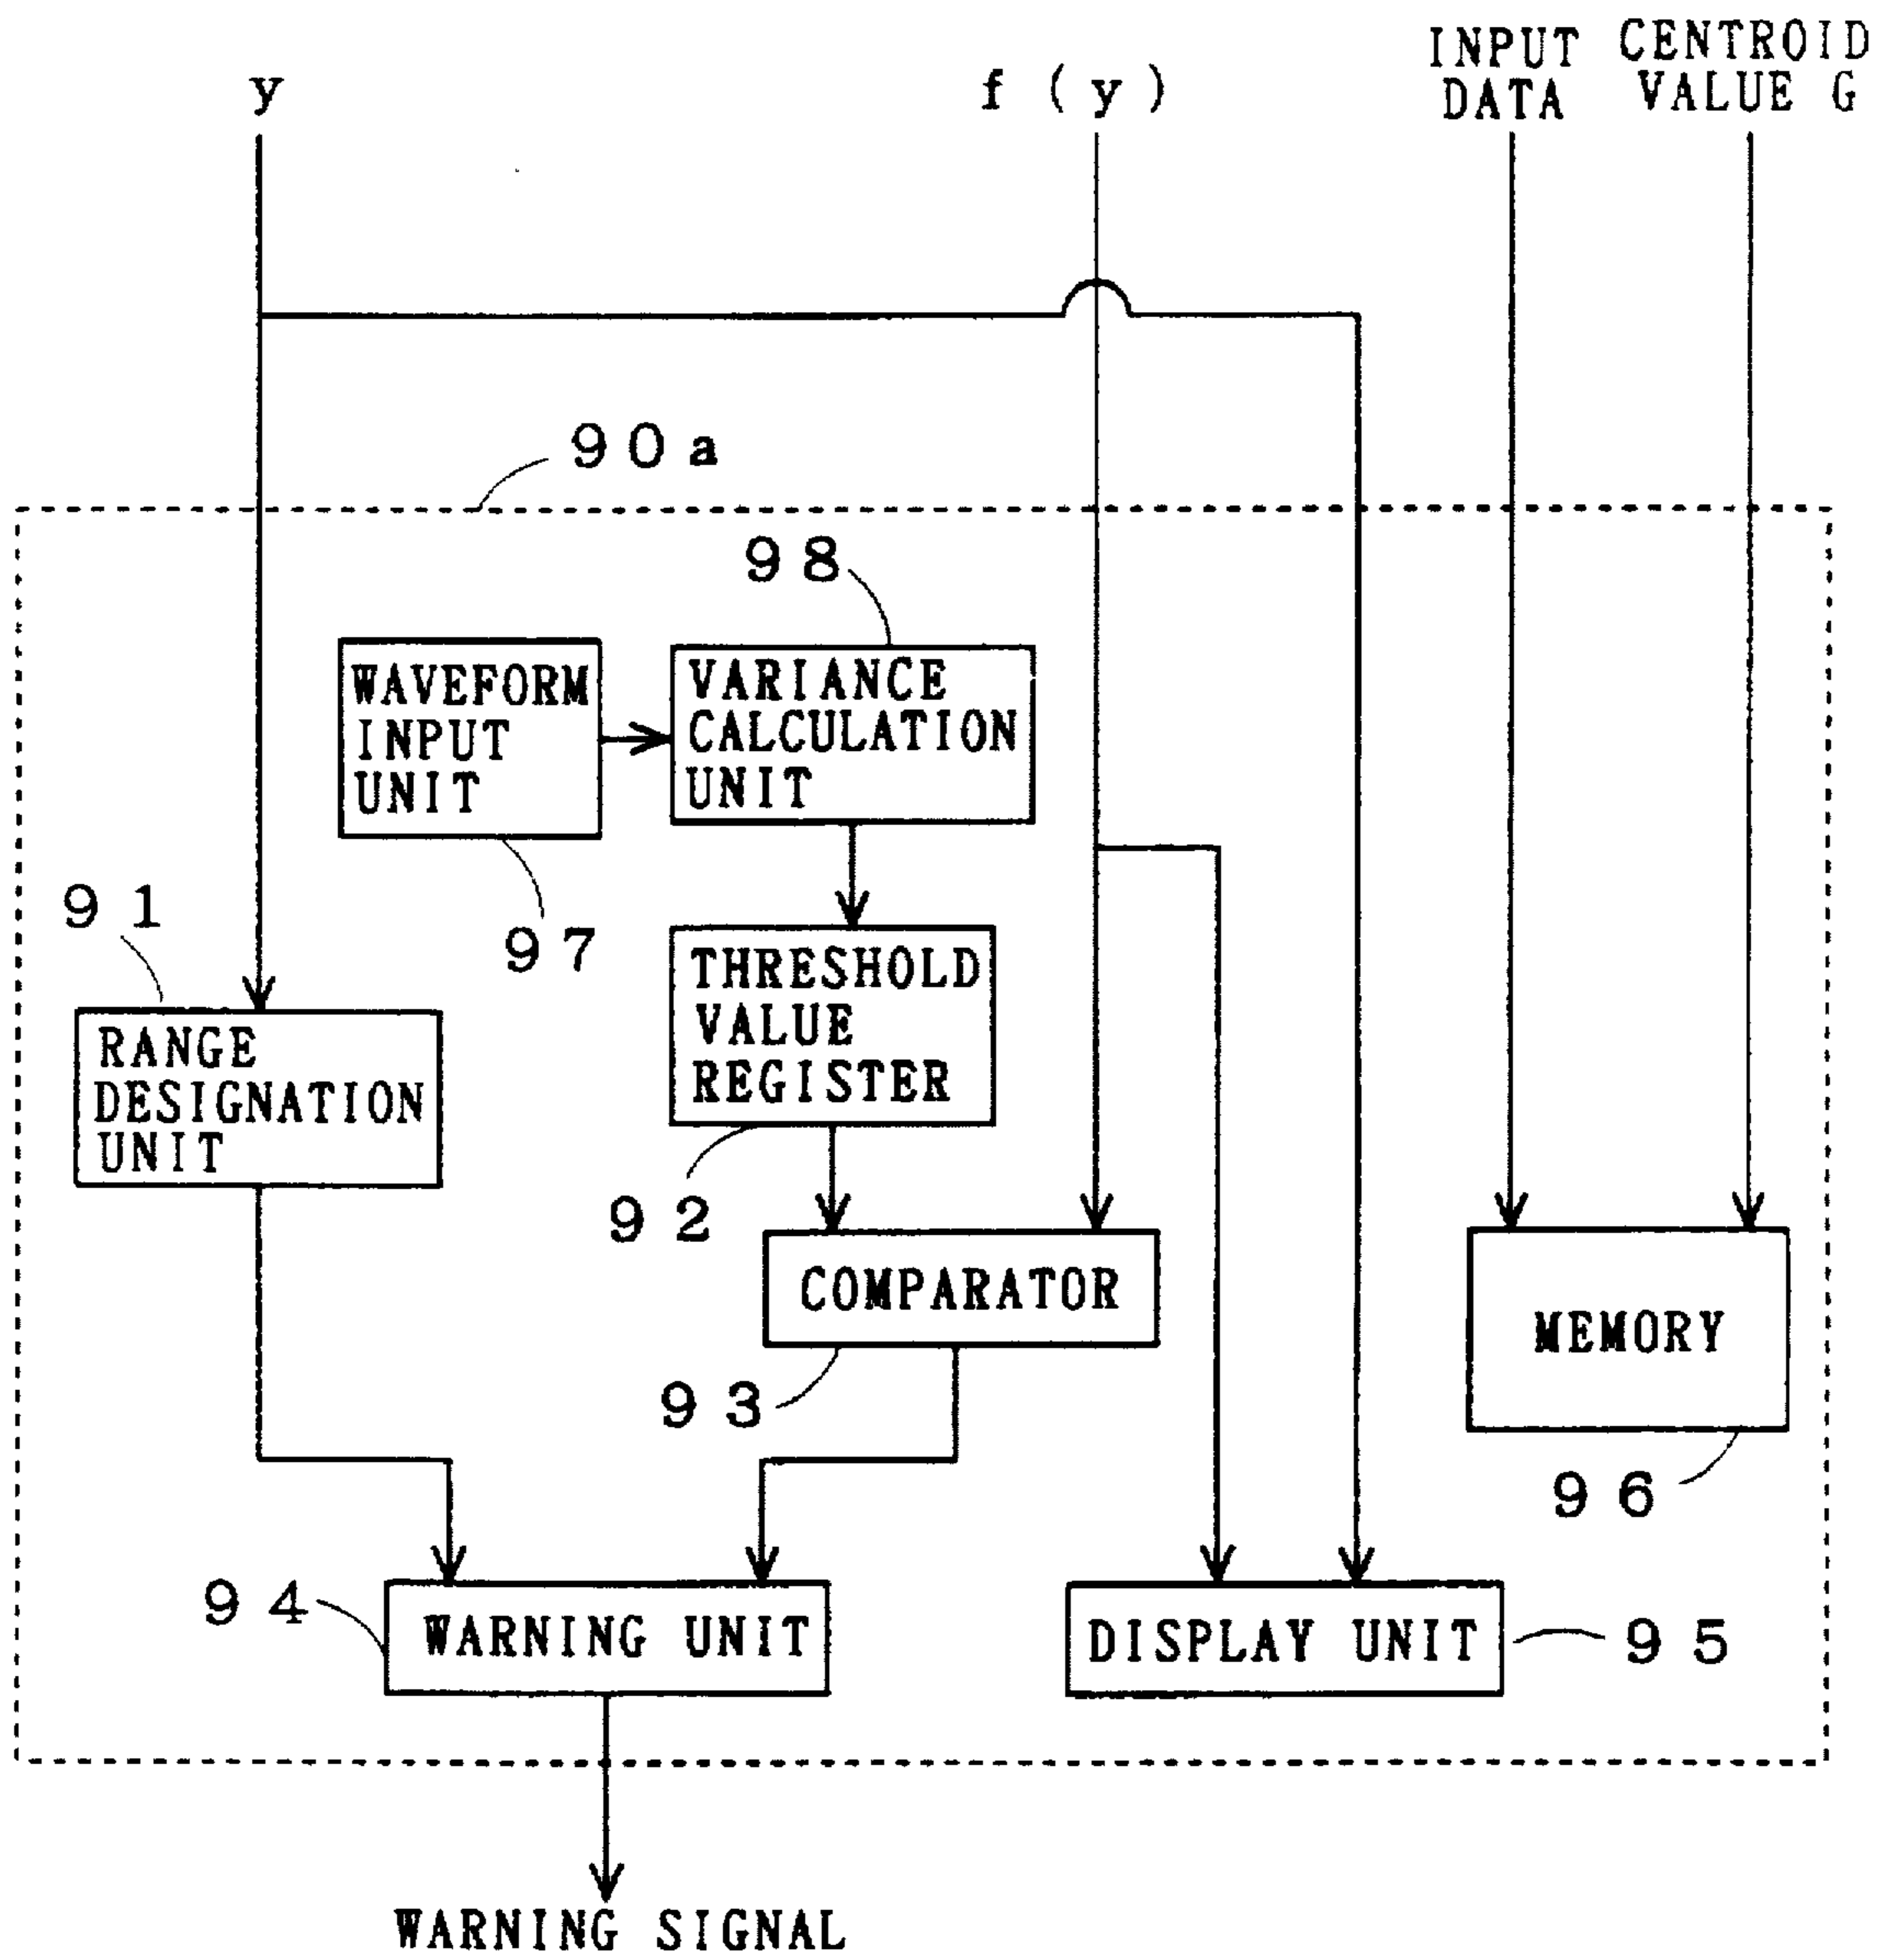 y
f ( y )
INPUT
DATA
CENTROID
VALUE G
90a
98
WAVEFORM
INPUT
UNIT
VARIANCE
CALCULATION
UNIT
91
97
THRESHOLD
VALUE
REGISTER
RANGE
DESIGNATION
UNIT
92
COMPARATOR
MEMORY
93
96
94
WARNING UNIT
DISPLAY UNIT
95
WARNING SIGNAL